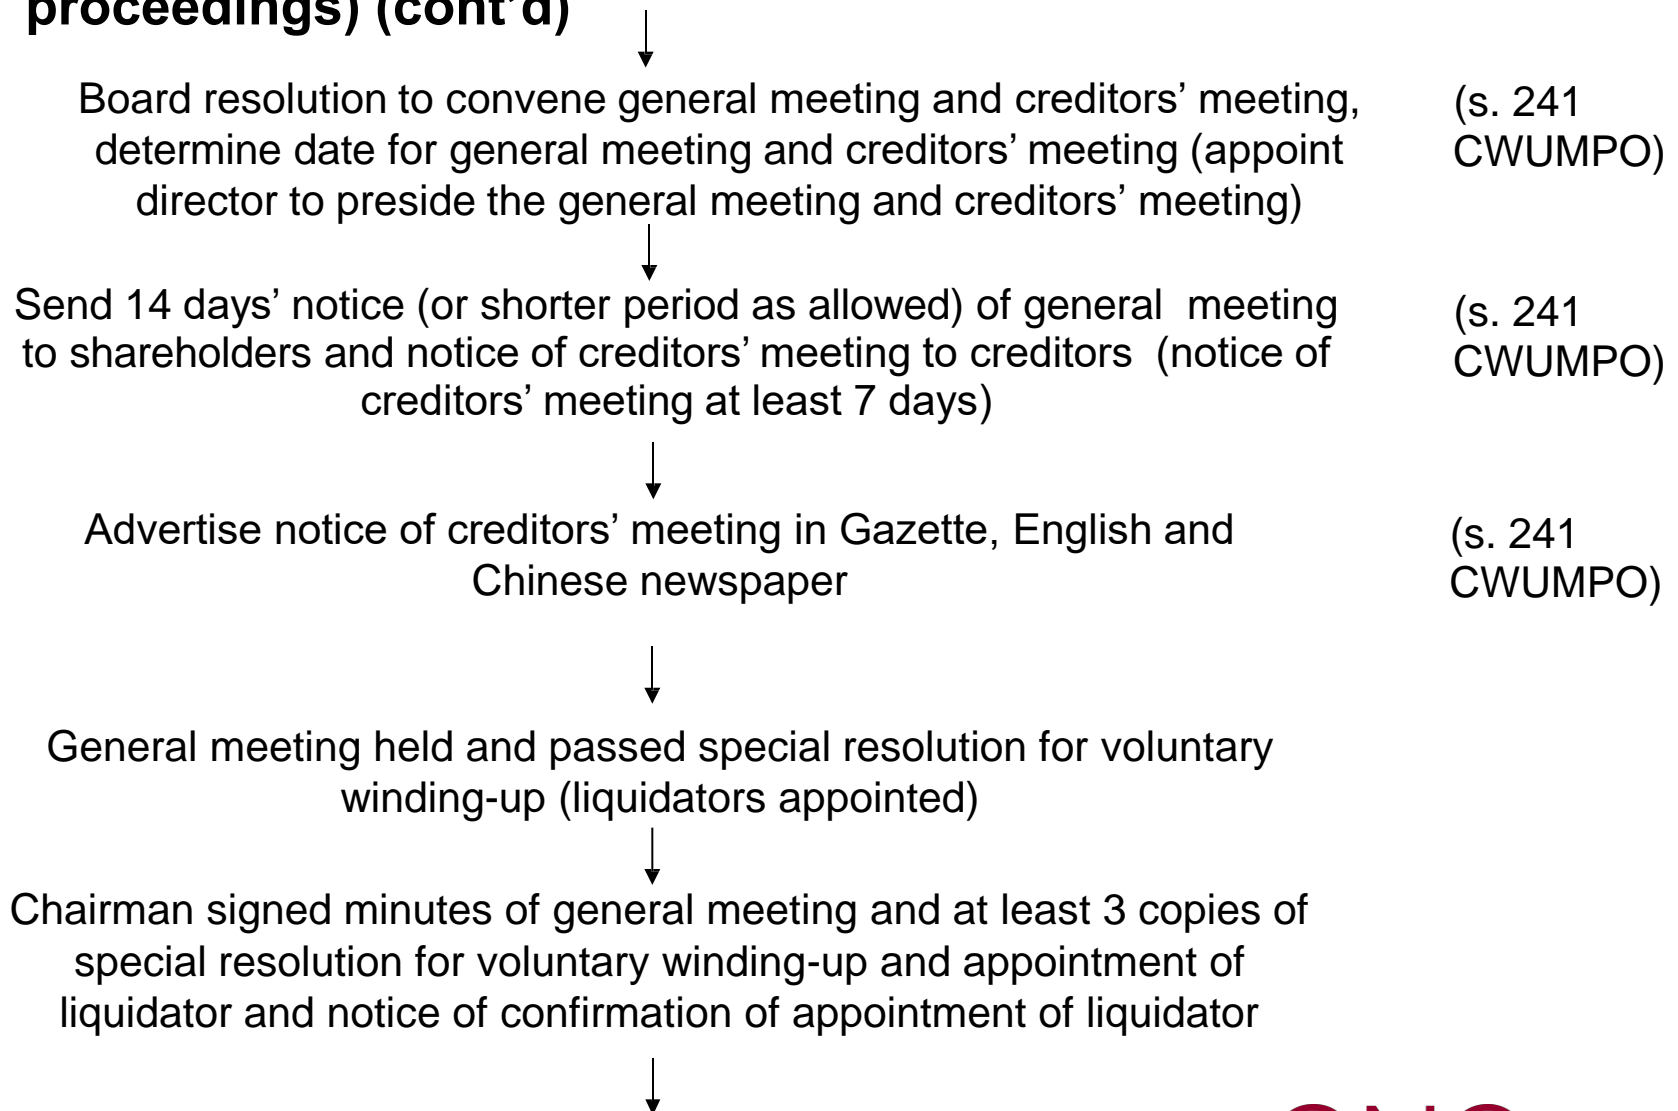 proceedings) (cont’d)
Board resolution to convene general meeting and creditors’ meeting,
determine date for general meeting and creditors’ meeting (appoint
director to preside the general meeting and creditors’ meeting)
(s. 241
CWUMPO)
Send 14 days’ notice (or shorter period as allowed) of general  meeting
to shareholders and notice of creditors’ meeting to creditors  (notice of
creditors’ meeting at least 7 days)
(s. 241
CWUMPO)
Advertise notice of creditors’ meeting in Gazette, English and
Chinese newspaper
(s. 241
CWUMPO)
General meeting held and passed special resolution for voluntary
winding-up (liquidators appointed)
Chairman signed minutes of general meeting and at least 3 copies of
special resolution for voluntary winding-up and appointment of
liquidator and notice of confirmation of appointment of liquidator